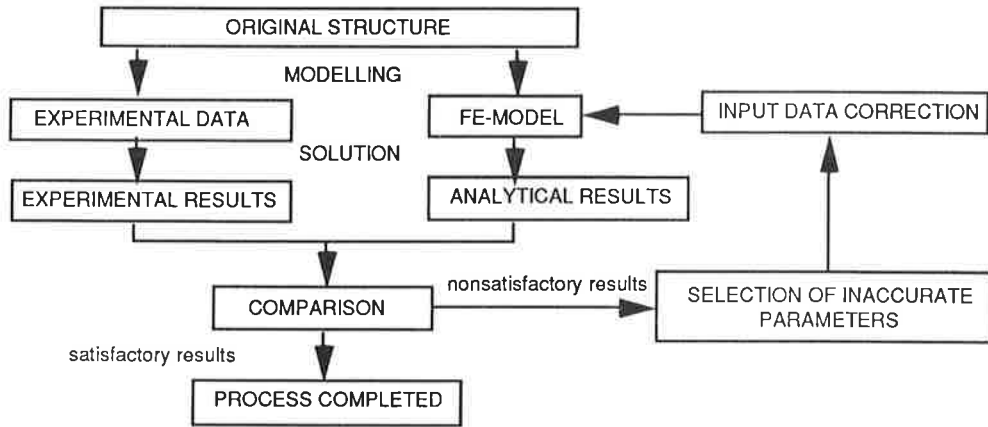 ORIGINAL STRUCTURE
MODELLING
EXPERIMENTAL DATA
FE-MODEL
INPUT DATA CORRECTION
SOLUTION
EXPERIMENTAL RESULTS
ANALYTICAL RESULTS
nonsatisfactory results
COMPARISON
SELECTION OF INACCURATE
PARAMETERS
satisfactory results
PROCESS COMPLETED